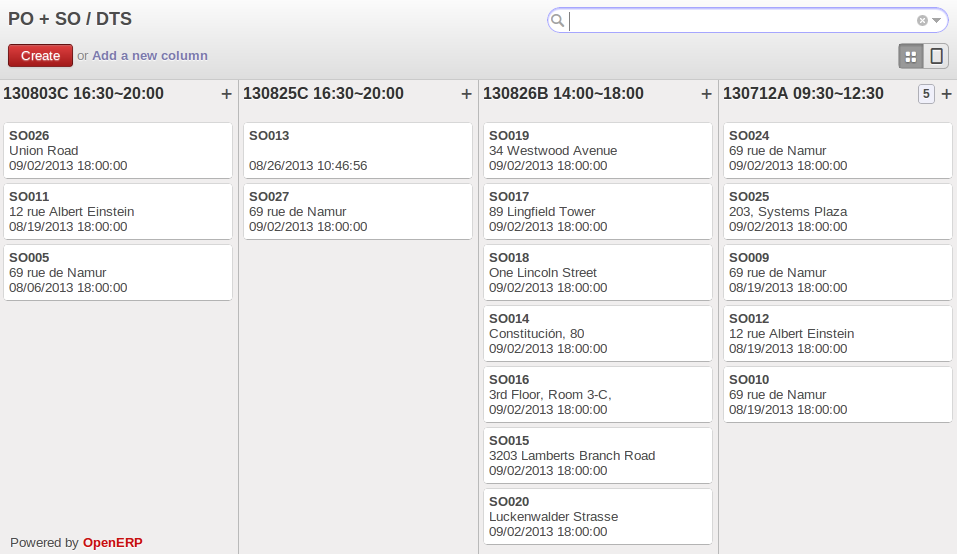 PO + SO / DTS
Create or Add a new column
130803C 16:30~20:00 +
SO026
Union Road
09/02/2013 18:00:00
SO011
12 rue Albert Einstein
08/19/2013 18:00:00
SO005
69 rue de Namur
08/06/2013 18:00:00
130825C 16:30~20:00 +
SO013
08/26/2013 10:46:56
SO027
69 rue de Namur
09/02/2013 18:00:00
130826B 14:00~18:00 +
SO019
34 Westwood Avenue
09/02/2013 18:00:00
SO017
89 Lingfield Tower
09/02/2013 18:00:00
SO018
One Lincoln Street
09/02/2013 18:00:00
SO014
Constitución, 80
09/02/2013 18:00:00
SO016
3rd Floor, Room 3-C,
09/02/2013 18:00:00
SO015
3203 Lamberts Branch Road
09/02/2013 18:00:00
SO020
Luckenwalder Strasse
09/02/2013 18:00:00
130712A 09:30~12:30 5 +
SO024
69 rue de Namur
09/02/2013 18:00:00
SO025
203, Systems Plaza
09/02/2013 18:00:00
SO009
69 rue de Namur
08/19/2013 18:00:00
SO012
12 rue Albert Einstein
08/19/2013 18:00:00
SO010
69 rue de Namur
08/19/2013 18:00:00
Powered by OpenERP